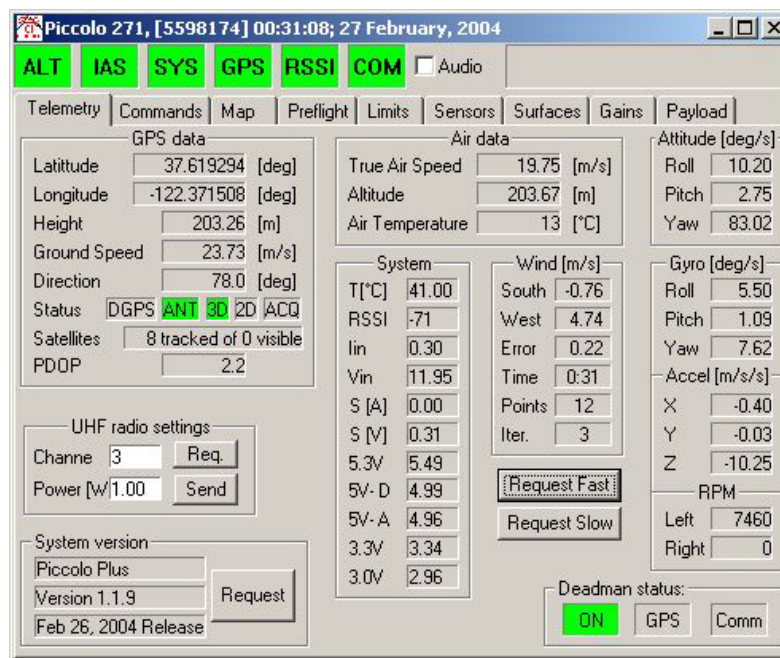 Piccolo 271, [5598174] 00:31:08; 27 February, 2004
ALT IAS SYS GPS RSSI COM Audio
Telemetry Commands Map Preflight Limits Sensors Surfaces Gains Payload
GPS data
Latittude 37.619294 [deg]
Longitude -122.371508 [deg]
Height 203.26 [m]
Ground Speed 23.73 [m/s]
Direction 78.0 [deg]
Status DGPS ANT 3D 2D ACQ
Satellites 8 tracked of 0 visible
PDOP 2.2
Air data
True Air Speed 19.75 [m/s]
Altitude 203.67 [m]
Air Temperature 13 [°C]
Attitude [deg/s]
Roll 10.20
Pitch 2.75
Yaw 83.02
System
T[°C] 41.00
RSSI -71
Iin 0.30
Vin 11.95
S [A] 0.00
S [V] 0.31
5.3V 5.49
5V-D 4.99
5V-A 4.96
3.3V 3.34
3.0V 2.96
Wind [m/s]
South -0.76
West 4.74
Error 0.22
Time 0:31
Points 12
Iter. 3
Request Fast
Request Slow
Gyro [deg/s]
Roll 5.50
Pitch 1.09
Yaw 7.62
Accel [m/s/s]
X -0.40
Y -0.03
Z -10.25
RPM
Left 7460
Right 0
UHF radio settings
Channe 3 Req.
Power [W 1.00 Send
System version
Piccolo Plus
Version 1.1.9
Feb 26, 2004 Release
Request
Deadman status:
ON GPS Comm